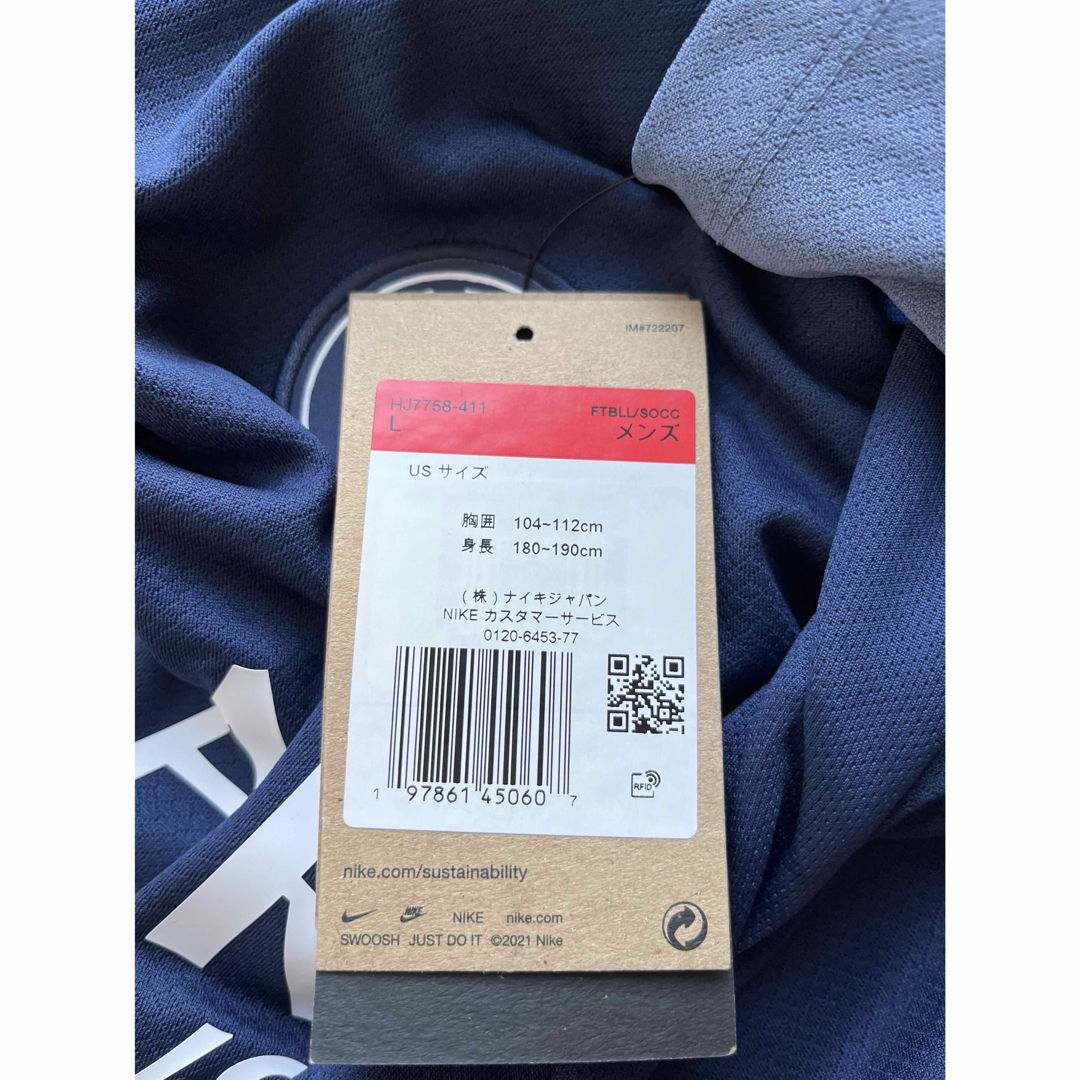 IM#722207
HJ7758-411
L
FTBLL/SOCC
メンズ
US サイズ
胸囲 104~112cm
身長 180~190cm
(株)ナイキジャパン
NIKE カスタマーサービス
0120-6453-77
1 97861 45060 7
RFID
nike.com/sustainability
NIKE nike.com
SWOOSH JUST DO IT ©2021 Nike